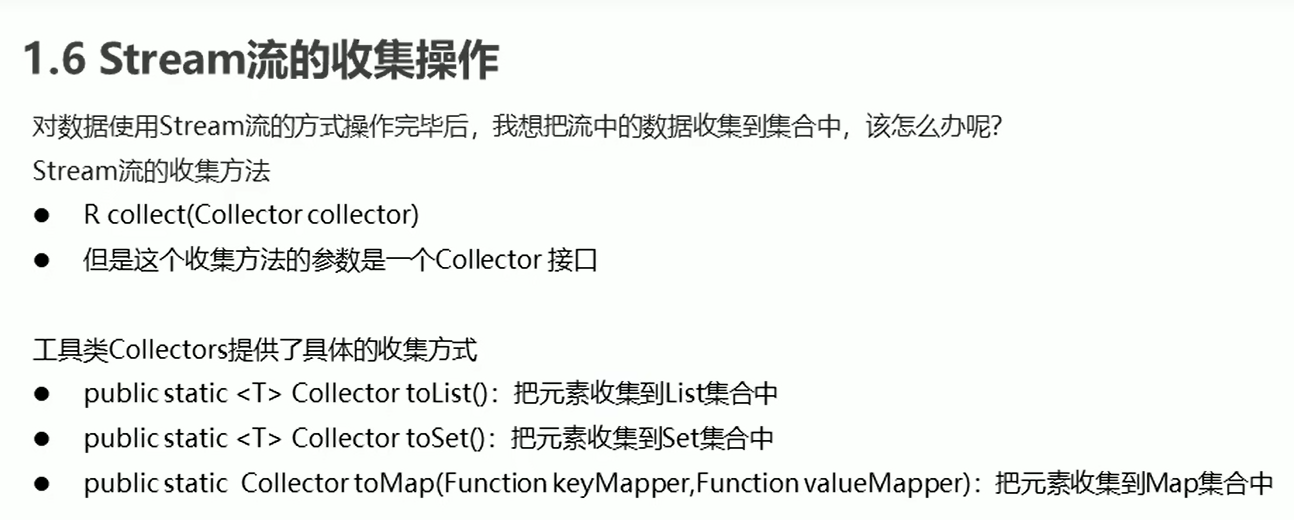 1.6 Stream流的收集操作
对数据使用Stream流的方式操作完毕后，我想把流中的数据收集到集合中，该怎么办呢？
Stream流的收集方法
● R collect(Collector collector)
● 但是这个收集方法的参数是一个Collector 接口
工具类Collectors提供了具体的收集方式
● public static <T> Collector toList()：把元素收集到List集合中
● public static <T> Collector toSet()：把元素收集到Set集合中
● public static  Collector toMap(Function keyMapper,Function valueMapper)：把元素收集到Map集合中